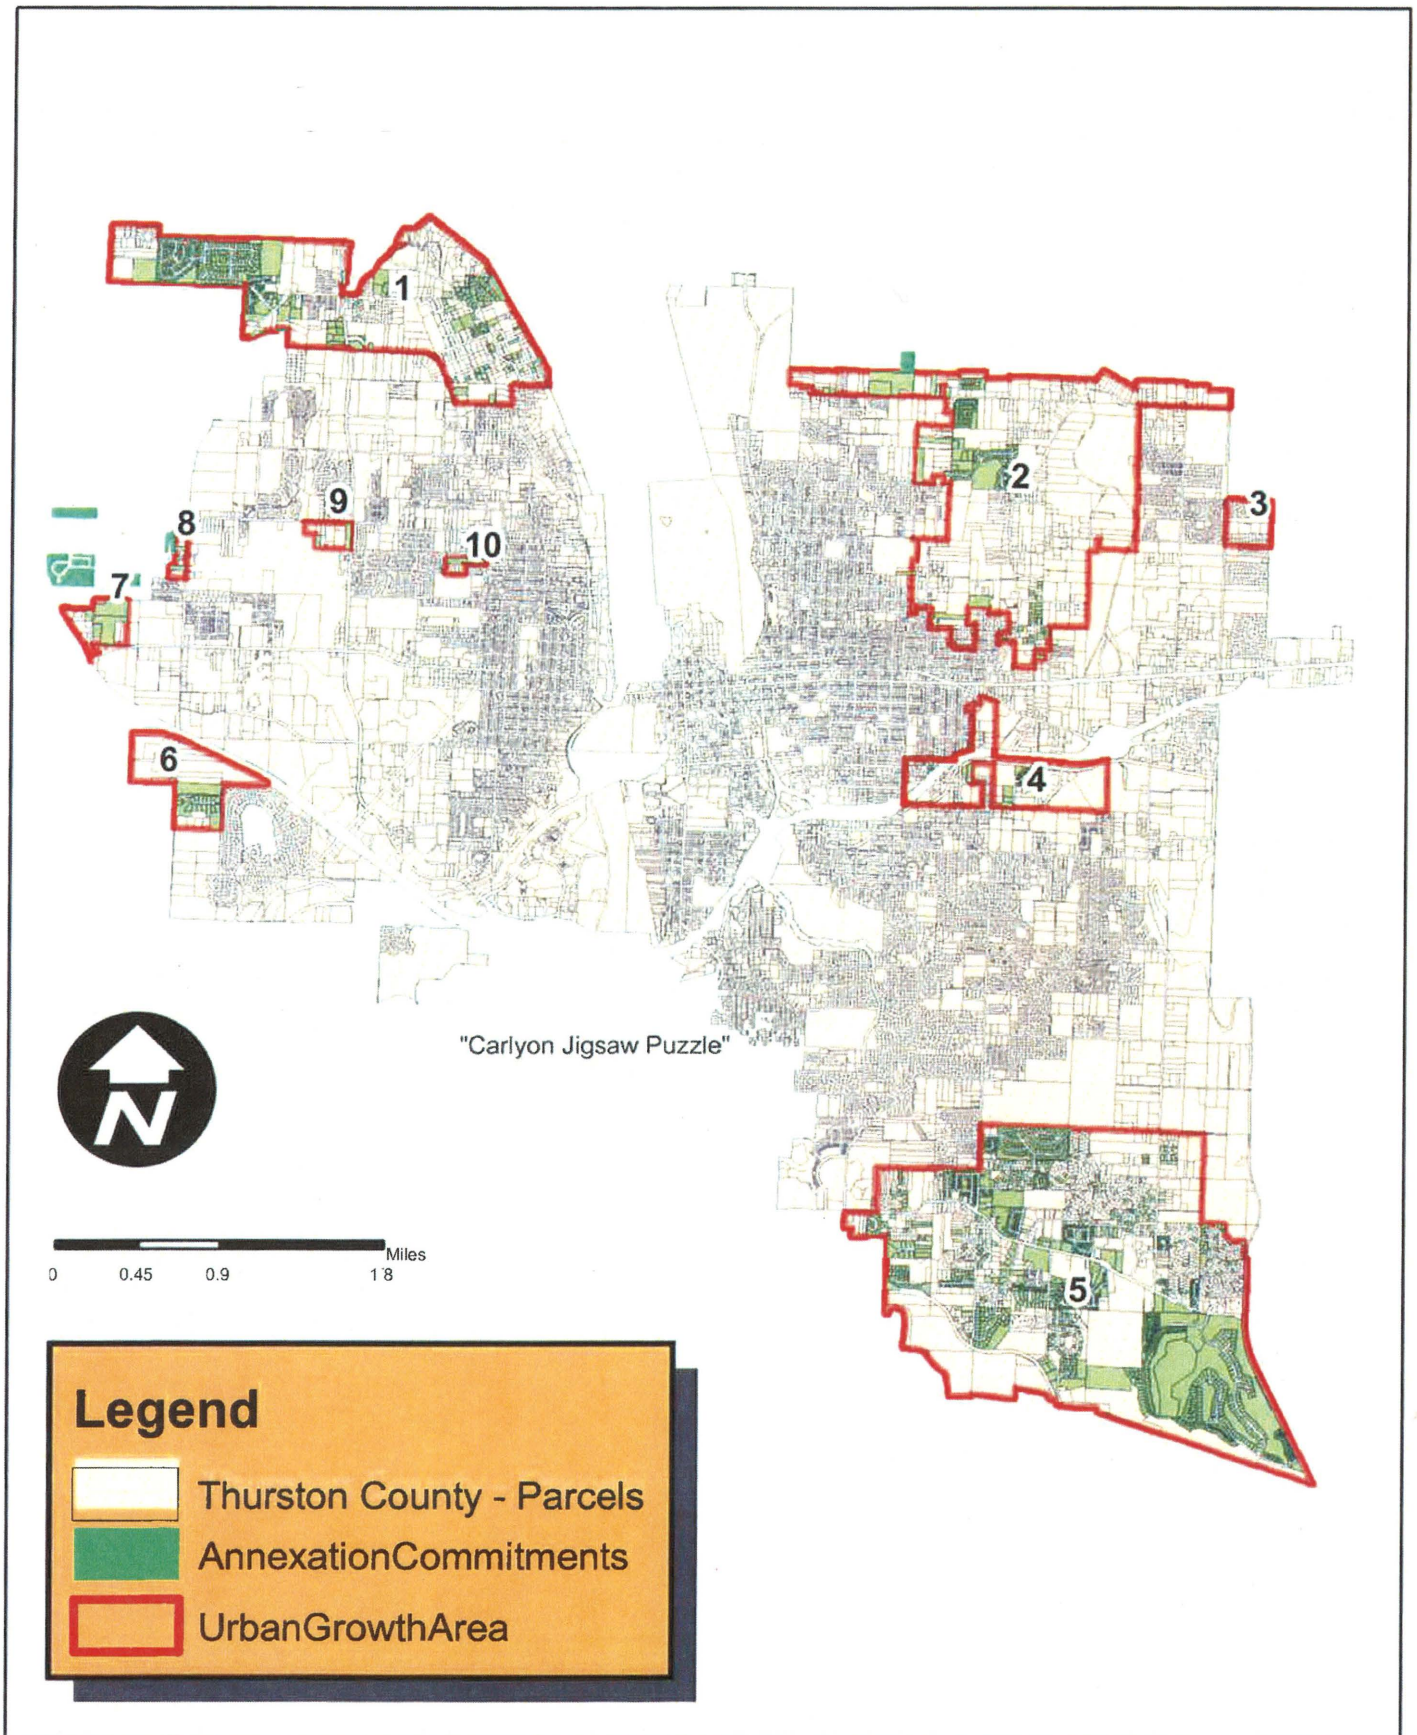 1
2
3
9
8
10
7
6
4
"Carlyon Jigsaw Puzzle"
N
Miles
0 0.45 0.9 1.8
5
Legend
Thurston County - Parcels
AnnexationCommitments
UrbanGrowthArea